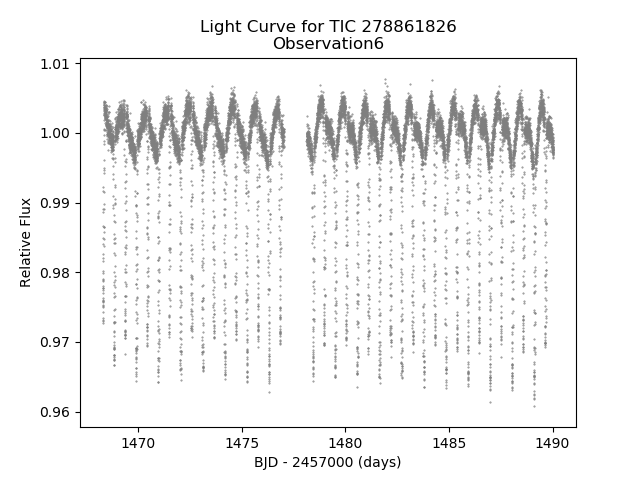 Light Curve for TIC 278861826
Observation6
1.01
1.00
0.99
0.98
0.97
0.96
Relative Flux
1470
1475
1480
1485
1490
BJD - 2457000 (days)